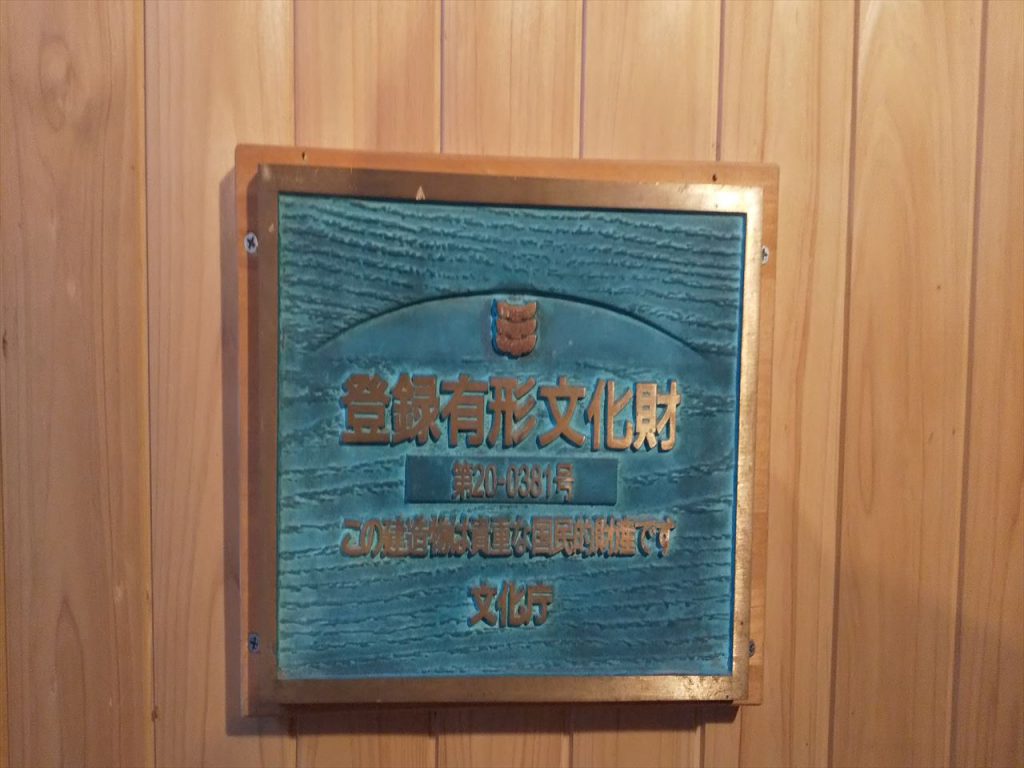 登録有形文化財
第20-0381号
この建造物は貴重な国民的財産です
文化庁